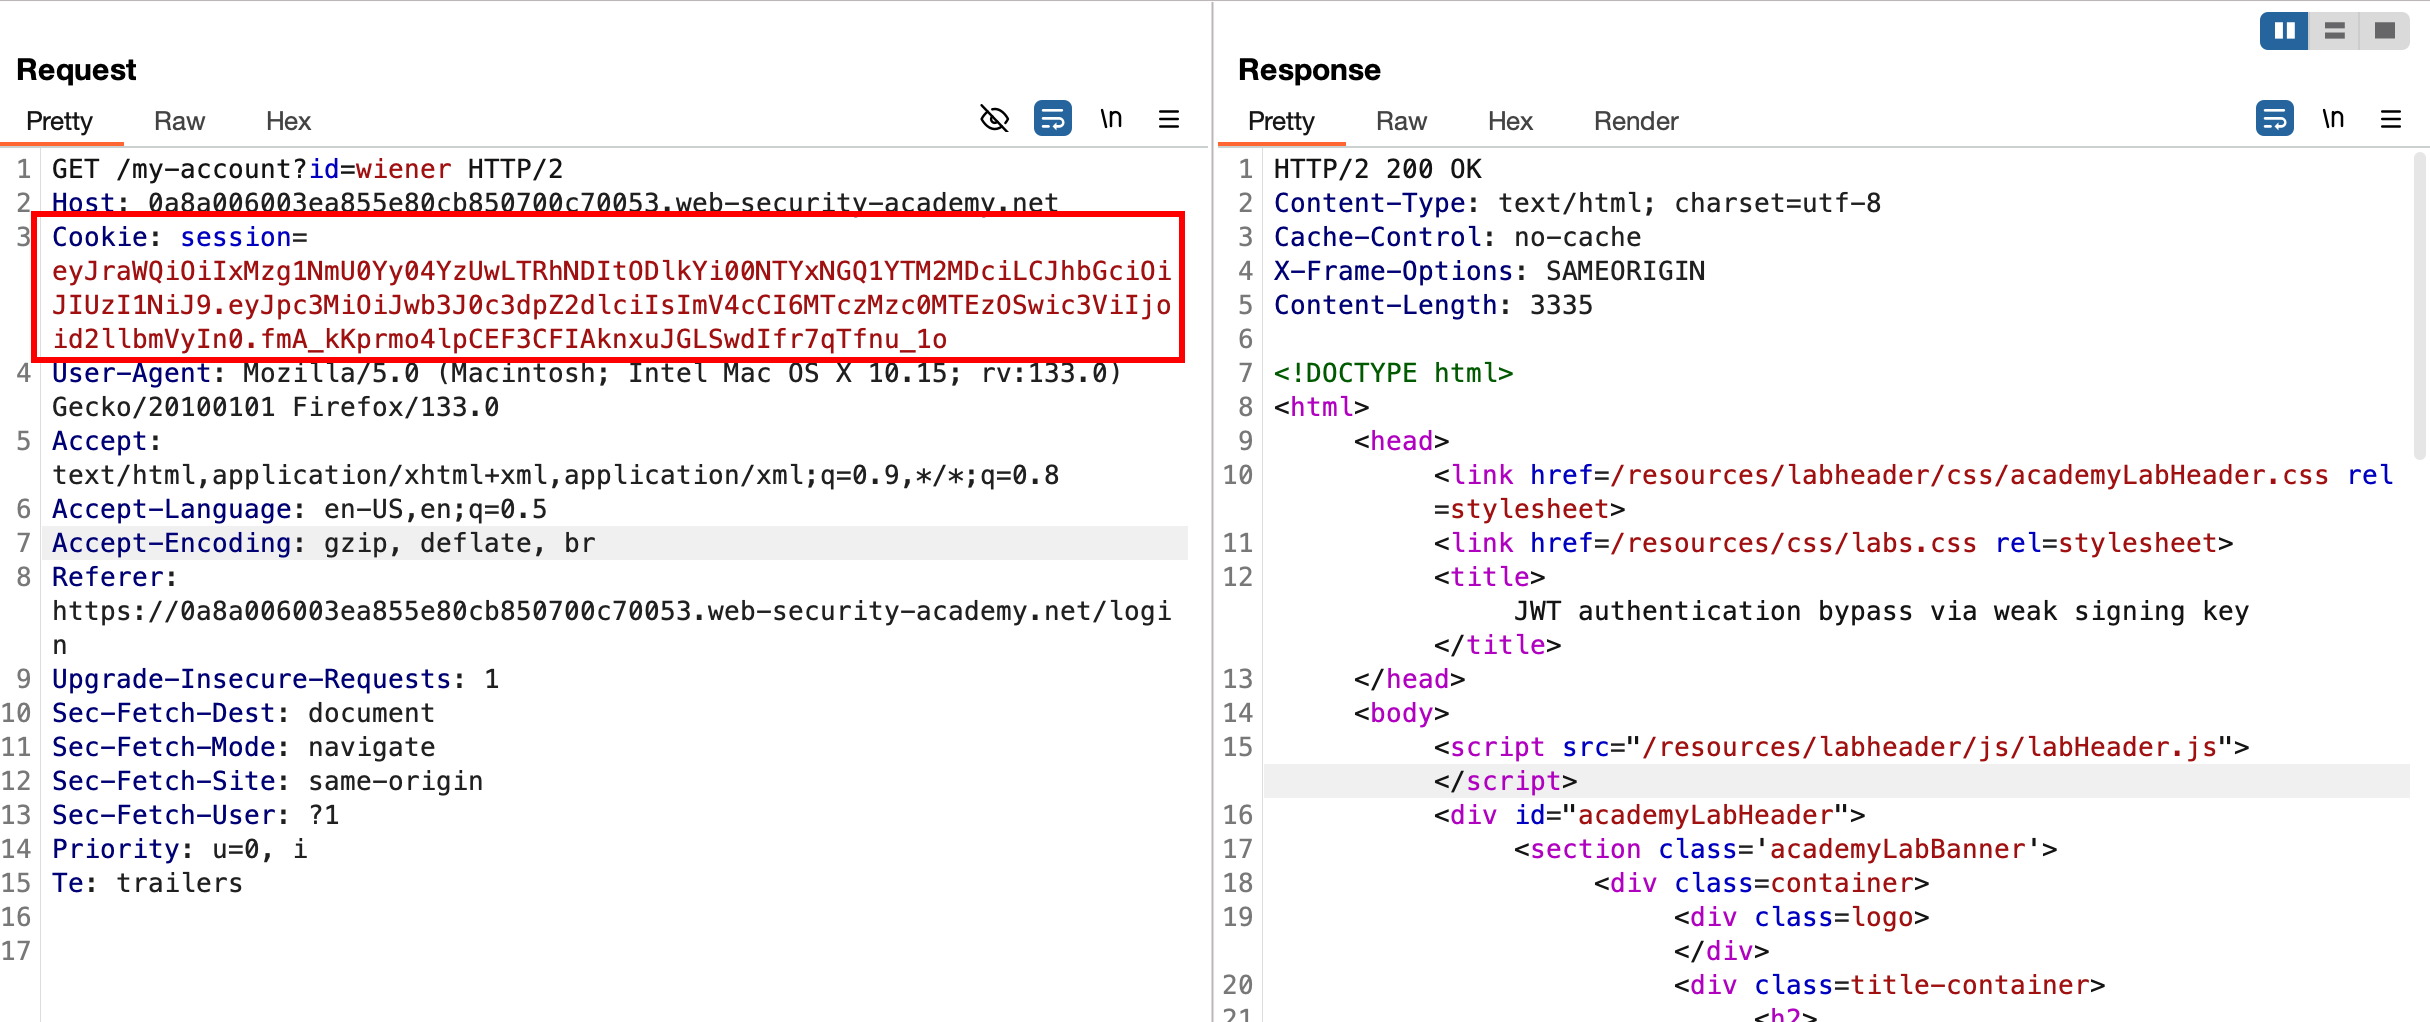 Request
Pretty Raw Hex \n
1 GET /my-account?id=wiener HTTP/2
2 Host: 0a8a006003ea855e80cb850700c70053.web-security-academy.net
3 Cookie: session=
eyJraWQiOiIxMzg1NmU0Yy04YzUwLTRhNDItODlkYi00NTYxNGQ1YTM2MDciLCJhbGciOi
JIUzI1NiJ9.eyJpc3MiOiJwb3J0c3dpZ2dlciIsImV4cCI6MTczMzc0MTEzOSwic3ViIjo
id2llbmVyIn0.fmA_kKprmo4lpCEF3CFIAknxuJGLSwdIfr7qTfnu_1o
4 User-Agent: Mozilla/5.0 (Macintosh; Intel Mac OS X 10.15; rv:133.0)
Gecko/20100101 Firefox/133.0
5 Accept:
text/html,application/xhtml+xml,application/xml;q=0.9,*/*;q=0.8
6 Accept-Language: en-US,en;q=0.5
7 Accept-Encoding: gzip, deflate, br
8 Referer:
https://0a8a006003ea855e80cb850700c70053.web-security-academy.net/logi
n
9 Upgrade-Insecure-Requests: 1
10 Sec-Fetch-Dest: document
11 Sec-Fetch-Mode: navigate
12 Sec-Fetch-Site: same-origin
13 Sec-Fetch-User: ?1
14 Priority: u=0, i
15 Te: trailers
16
17
Response
Pretty Raw Hex Render \n
1 HTTP/2 200 OK
2 Content-Type: text/html; charset=utf-8
3 Cache-Control: no-cache
4 X-Frame-Options: SAMEORIGIN
5 Content-Length: 3335
6
7 <!DOCTYPE html>
8 <html>
9 <head>
10 <link href=/resources/labheader/css/academyLabHeader.css rel
=stylesheet>
11 <link href=/resources/css/labs.css rel=stylesheet>
12 <title>
JWT authentication bypass via weak signing key
</title>
13 </head>
14 <body>
15 <script src="/resources/labheader/js/labHeader.js">
</script>
16 <div id="academyLabHeader">
17 <section class='academyLabBanner'>
18 <div class=container>
19 <div class=logo>
</div>
20 <div class=title-container>
21 <h2>